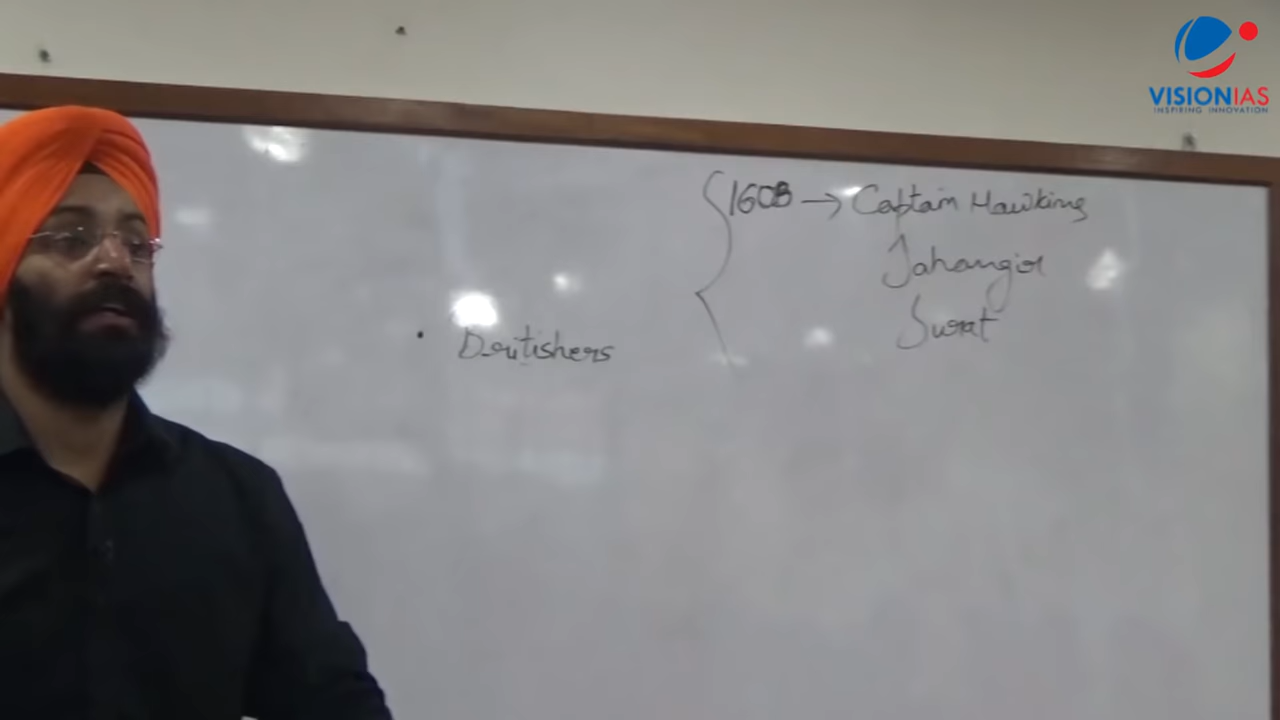 VISIONIAS
INSPIRING INNOVATION
1608 → Captain Hawkins
Jahangir
Surat
• Britishers